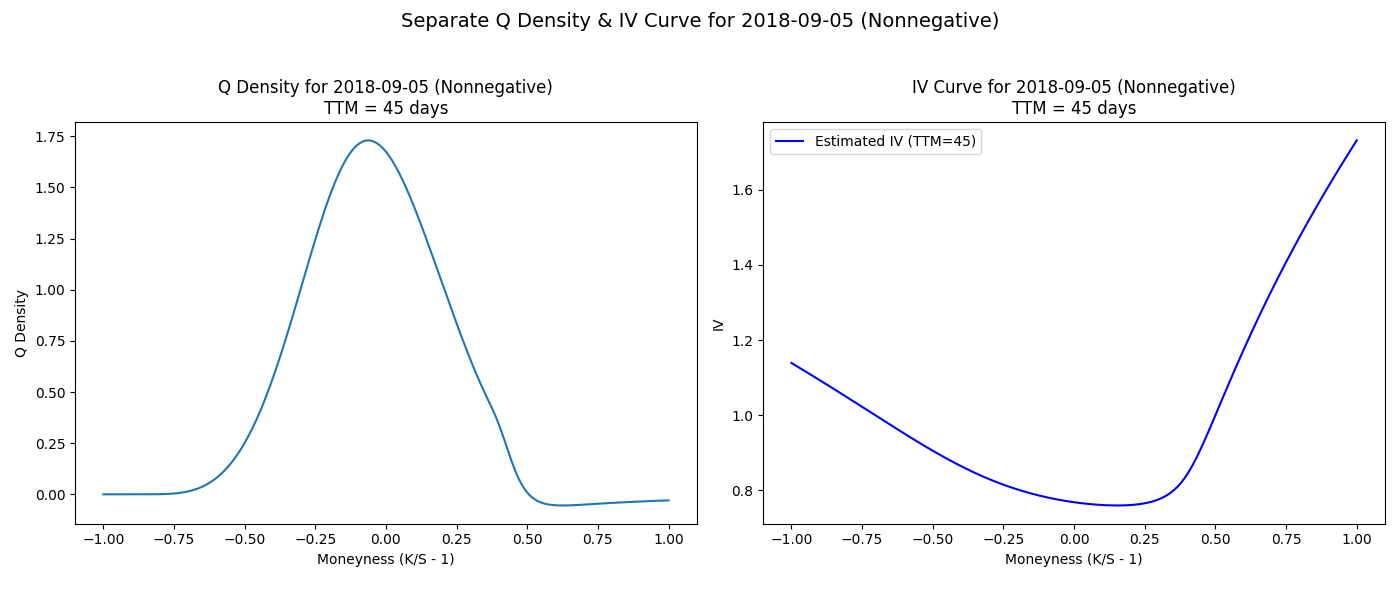 Separate Q Density & IV Curve for 2018-09-05 (Nonnegative)
Q Density for 2018-09-05 (Nonnegative)
TTM = 45 days
1.75
1.50
1.25
1.00
0.75
0.50
0.25
0.00
Q Density
−1.00 −0.75 −0.50 −0.25 0.00 0.25 0.50 0.75 1.00
Moneyness (K/S - 1)
IV Curve for 2018-09-05 (Nonnegative)
TTM = 45 days
Estimated IV (TTM=45)
1.6
1.4
1.2
1.0
0.8
IV
−1.00 −0.75 −0.50 −0.25 0.00 0.25 0.50 0.75 1.00
Moneyness (K/S - 1)